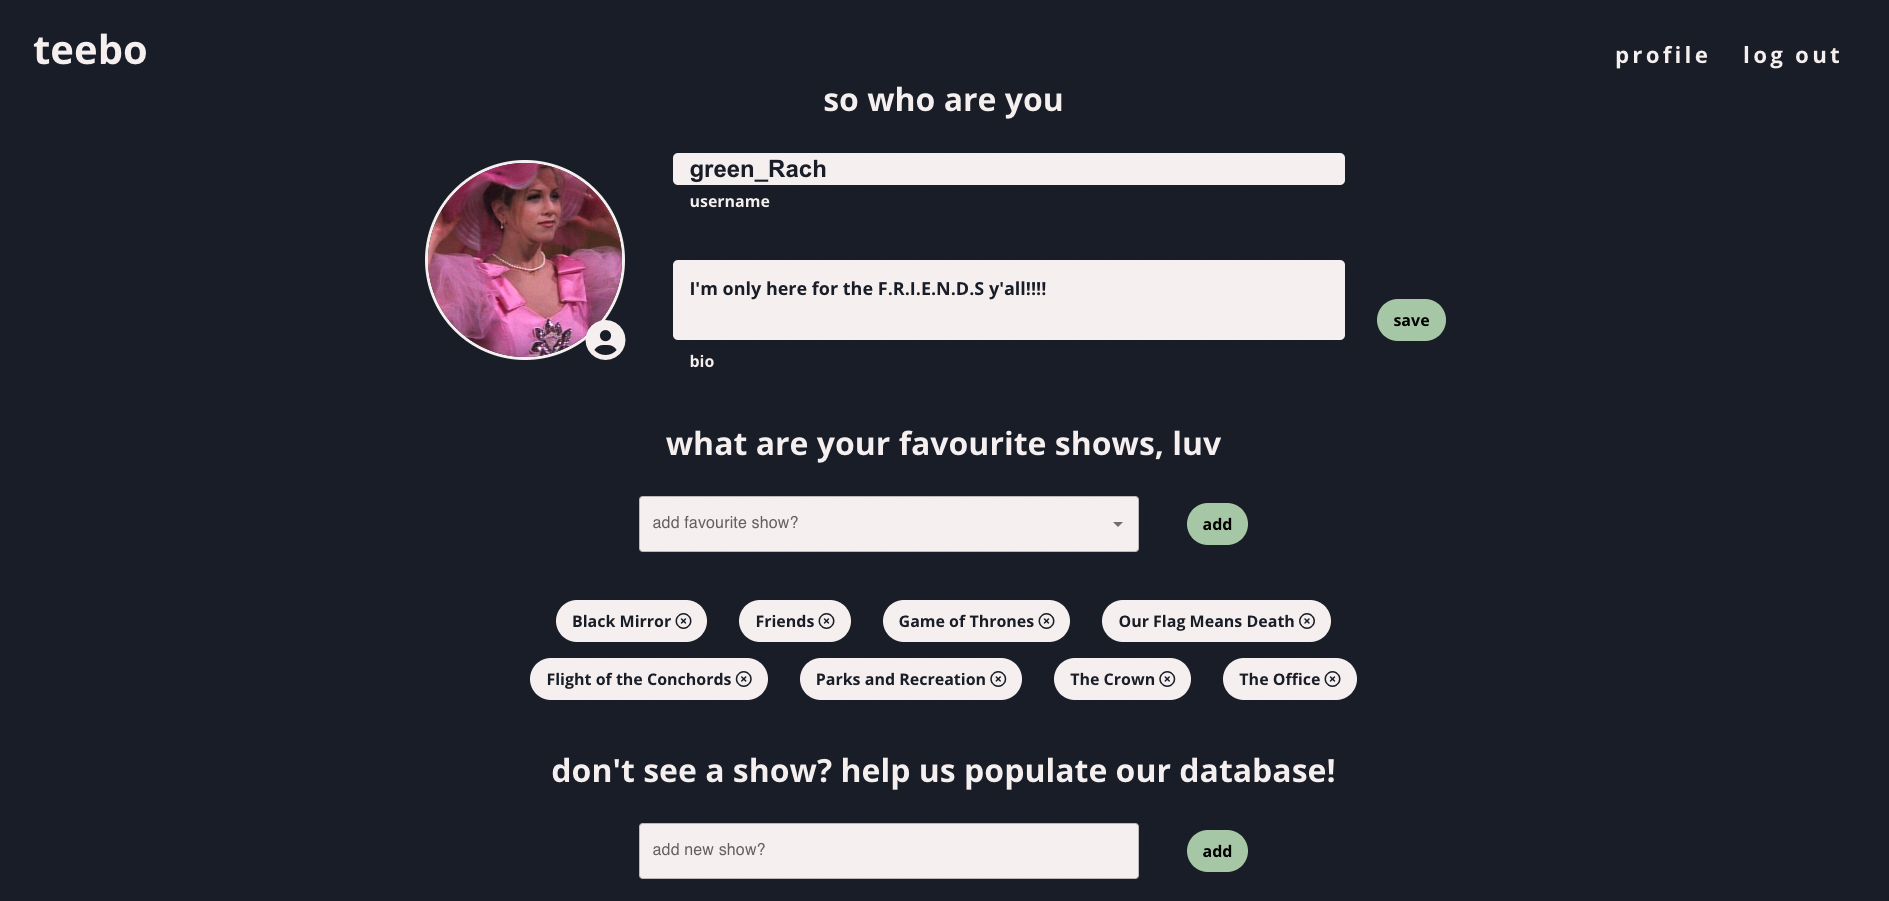 teebo
profile log out
so who are you
green_Rach
username
I'm only here for the F.R.I.E.N.D.S y'all!!!!
save
bio
what are your favourite shows, luv
add favourite show?
add
Black Mirror Friends Game of Thrones Our Flag Means Death
Flight of the Conchords Parks and Recreation The Crown The Office
don't see a show? help us populate our database!
add new show?
add